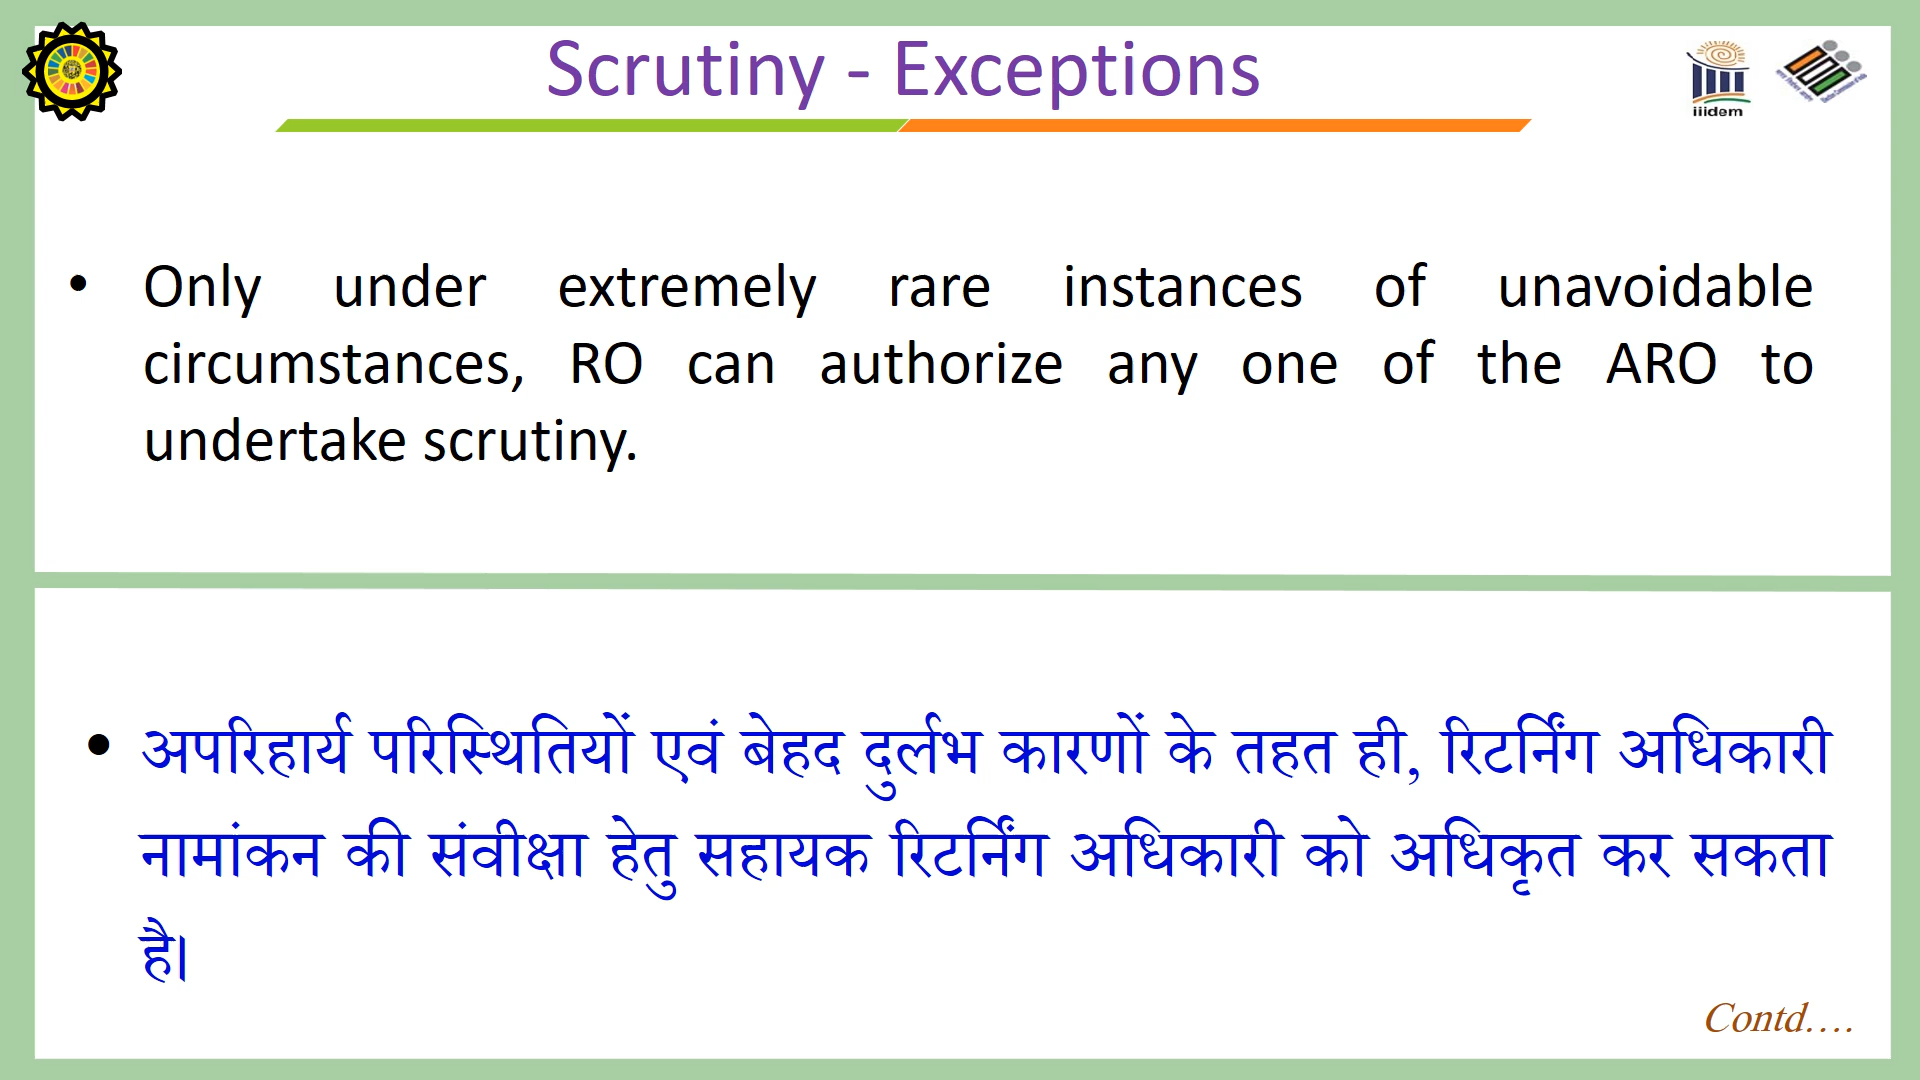 Scrutiny - Exceptions
iiidem
• Only under extremely rare instances of unavoidable
circumstances, RO can authorize any one of the ARO to
undertake scrutiny.
• अपरिहार्य परिस्थितियों एवं बेहद दुर्लभ कारणों के तहत ही, रिटर्निंग अधिकारी
नामांकन की संवीक्षा हेतु सहायक रिटर्निंग अधिकारी को अधिकृत कर सकता
है।
Contd....